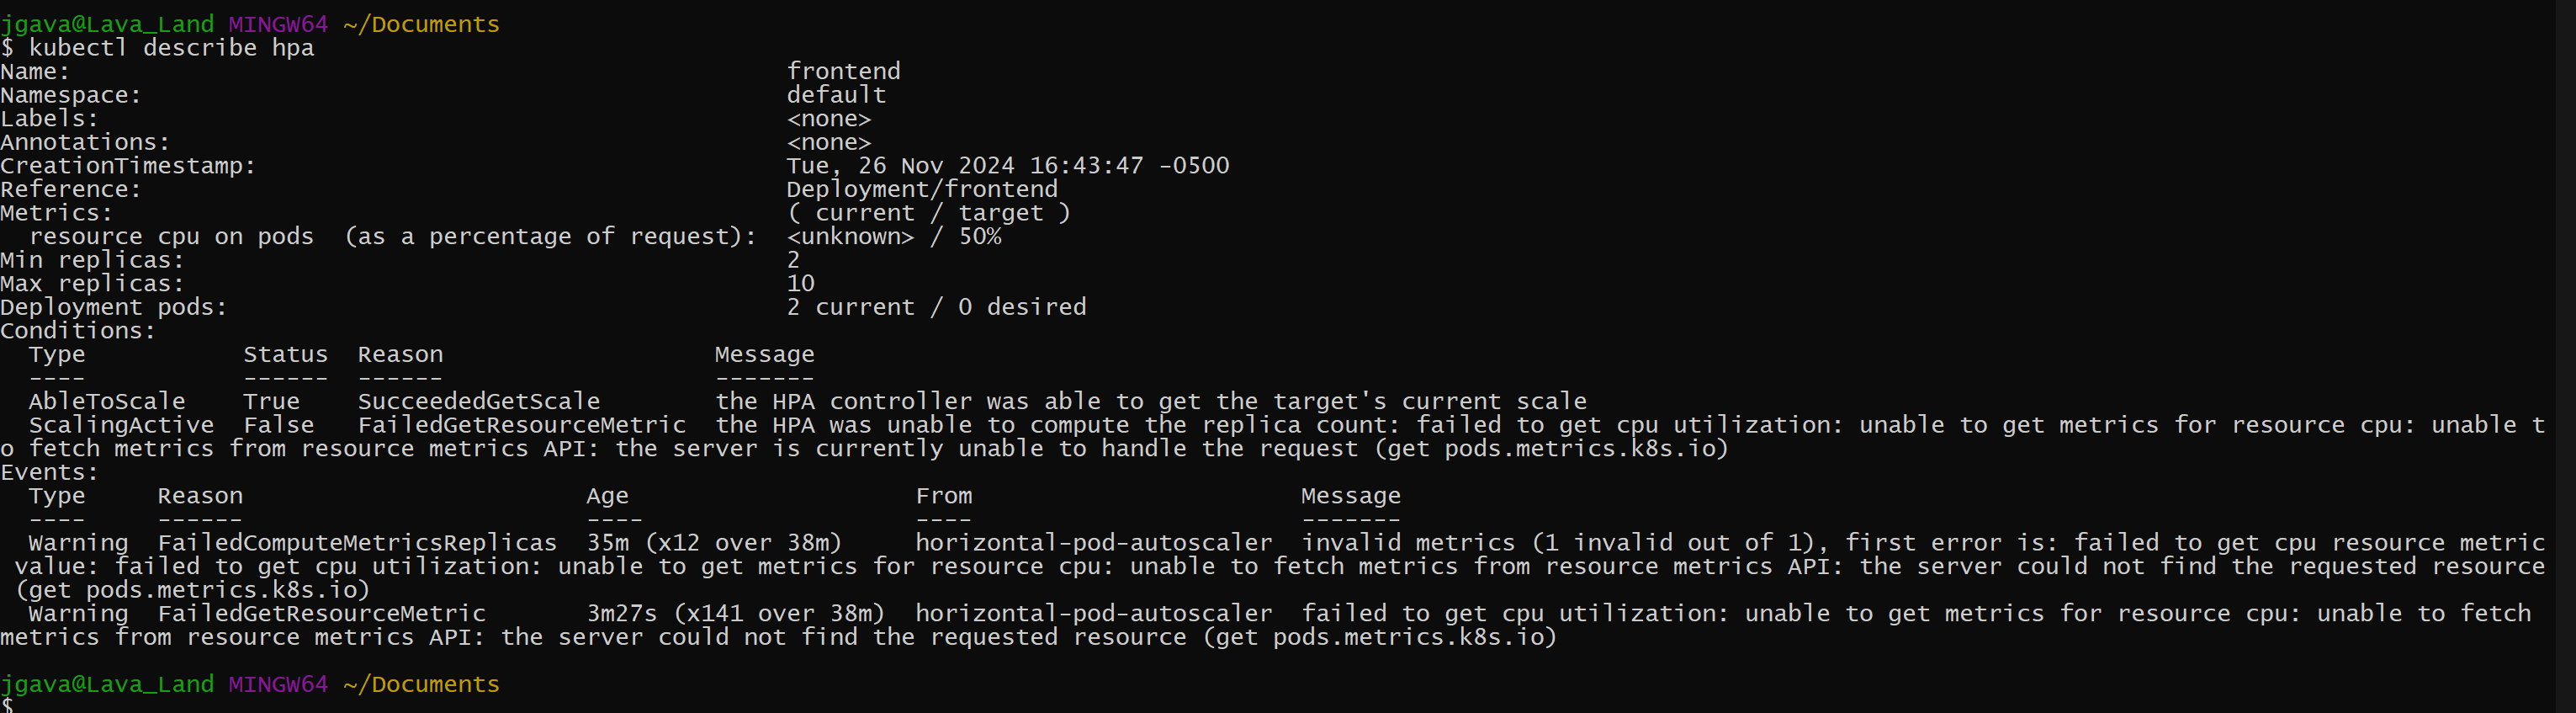 jgava@Lava_Land MINGW64 ~/Documents
$ kubectl describe hpa
Name:                                                  frontend
Namespace:                                             default
Labels:                                                <none>
Annotations:                                           <none>
CreationTimestamp:                                     Tue, 26 Nov 2024 16:43:47 -0500
Reference:                                             Deployment/frontend
Metrics:                                               ( current / target )
  resource cpu on pods  (as a percentage of request):  <unknown> / 50%
Min replicas:                                          2
Max replicas:                                          10
Deployment pods:                                       2 current / 0 desired
Conditions:
  Type           Status  Reason                   Message
  ----           ------  ------                   -------
  AbleToScale    True    SucceededGetScale        the HPA controller was able to get the target's current scale
  ScalingActive  False   FailedGetResourceMetric  the HPA was unable to compute the replica count: failed to get cpu utilization: unable to get metrics for resource cpu: unable t
o fetch metrics from resource metrics API: the server is currently unable to handle the request (get pods.metrics.k8s.io)
Events:
  Type     Reason                        Age                    From                       Message
  ----     ------                        ----                   ----                       -------
  Warning  FailedComputeMetricsReplicas  35m (x12 over 38m)     horizontal-pod-autoscaler  invalid metrics (1 invalid out of 1), first error is: failed to get cpu resource metric
 value: failed to get cpu utilization: unable to get metrics for resource cpu: unable to fetch metrics from resource metrics API: the server could not find the requested resource
 (get pods.metrics.k8s.io)
  Warning  FailedGetResourceMetric       3m27s (x141 over 38m)  horizontal-pod-autoscaler  failed to get cpu utilization: unable to get metrics for resource cpu: unable to fetch
metrics from resource metrics API: the server could not find the requested resource (get pods.metrics.k8s.io)
jgava@Lava_Land MINGW64 ~/Documents
$